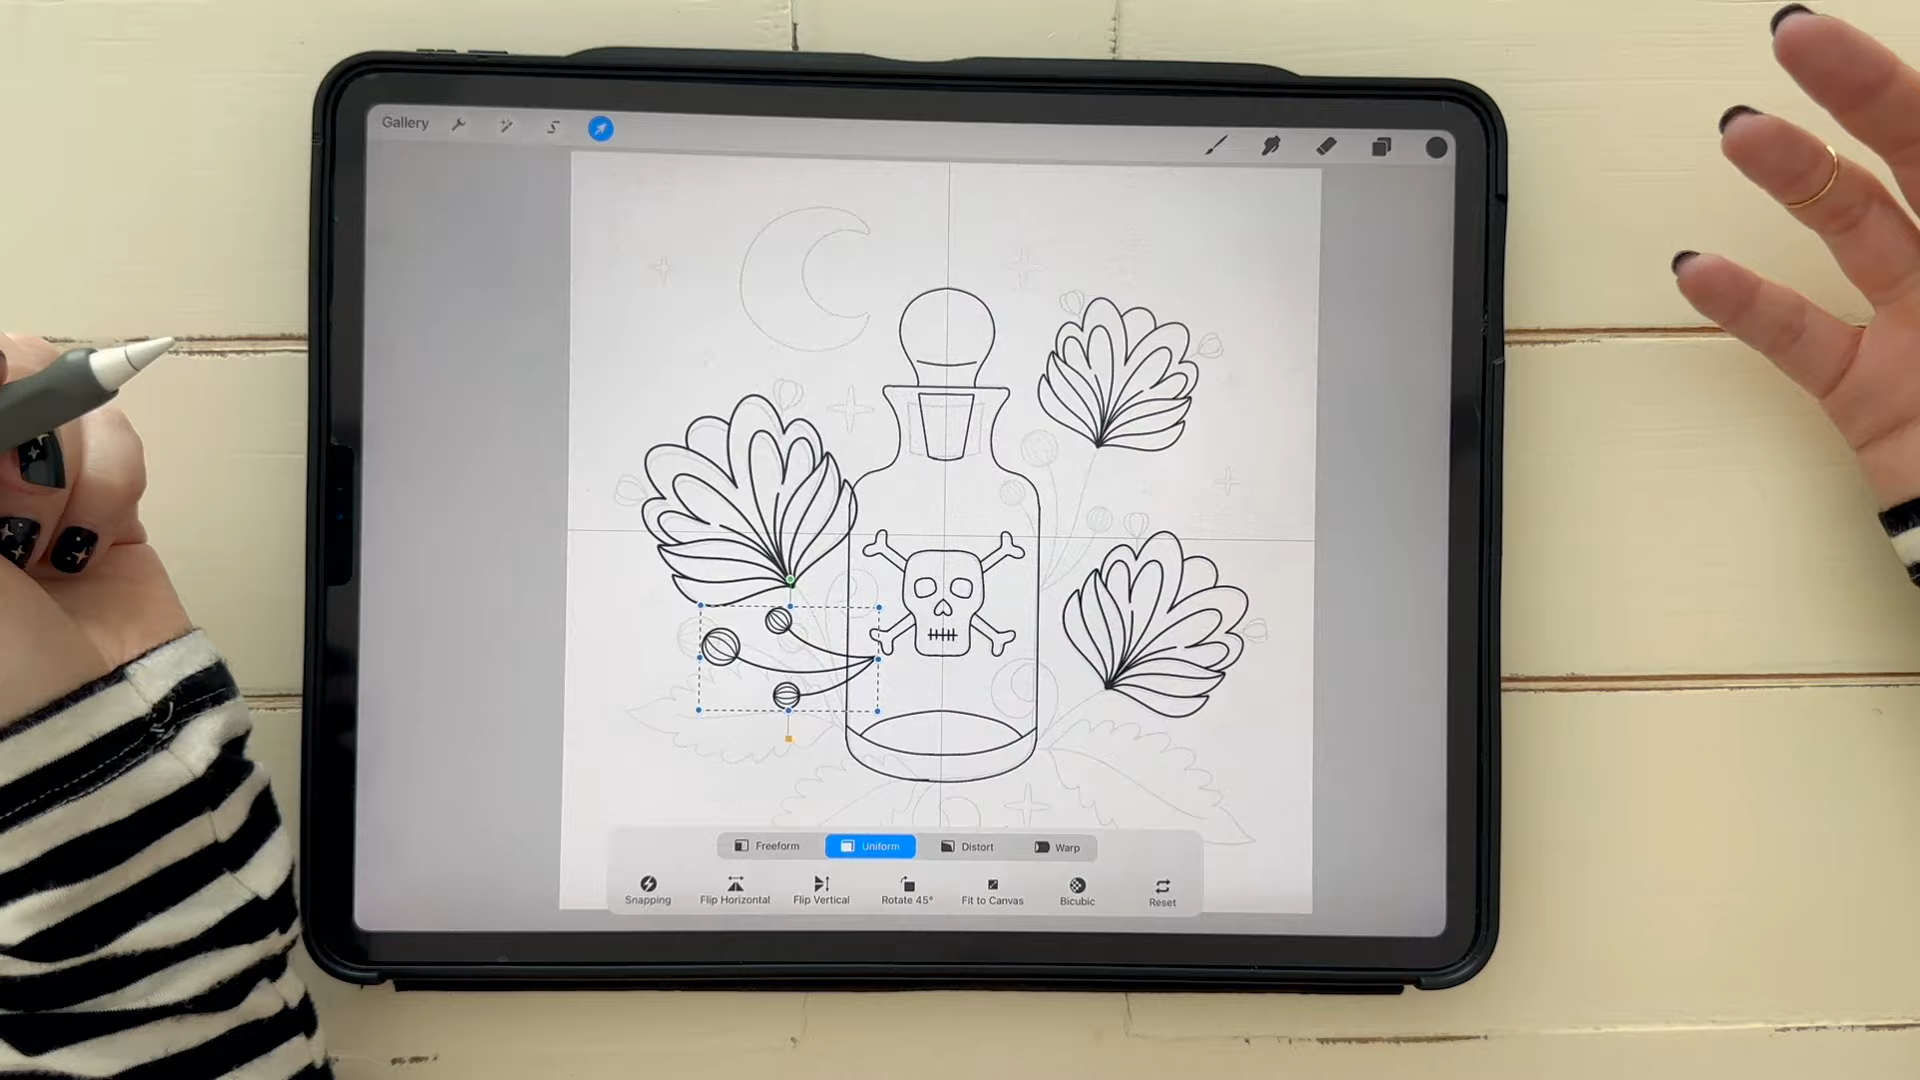 Gallery
Freeform Uniform Distort Warp
Snapping Flip Horizontal Flip Vertical Rotate 45° Fit to Canvas Bicubic Reset